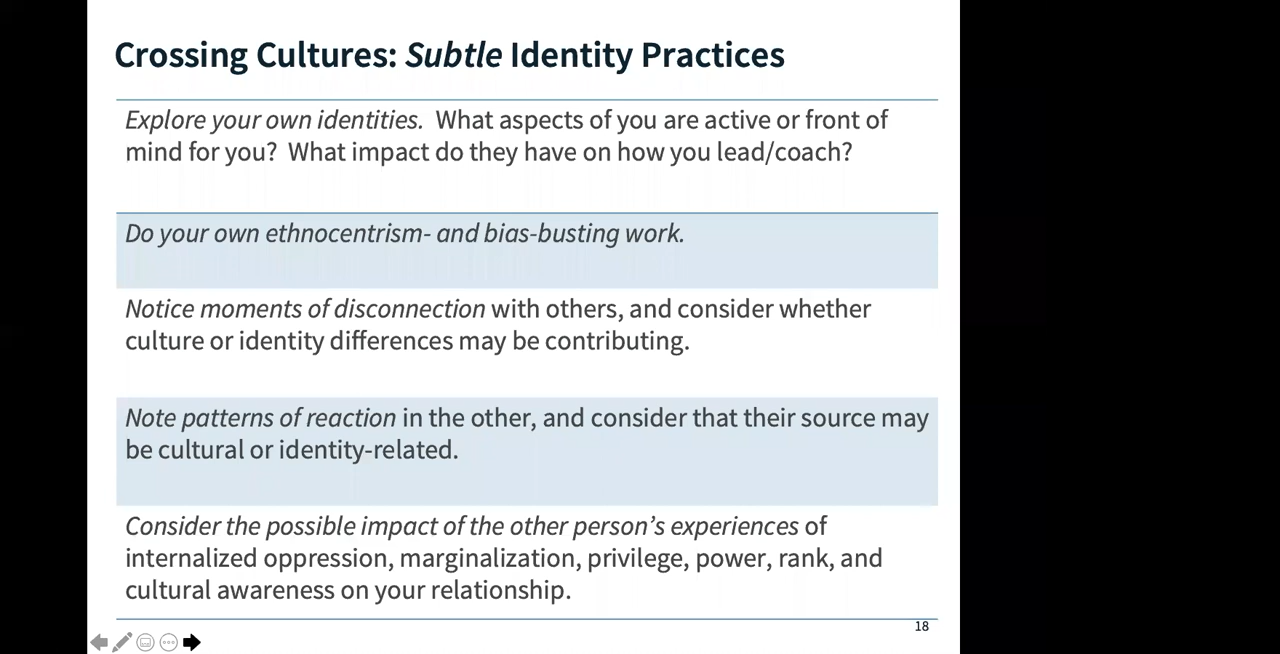 Crossing Cultures: Subtle Identity Practices
Explore your own identities.  What aspects of you are active or front of
mind for you?  What impact do they have on how you lead/coach?
Do your own ethnocentrism- and bias-busting work.
Notice moments of disconnection with others, and consider whether
culture or identity differences may be contributing.
Note patterns of reaction in the other, and consider that their source may
be cultural or identity-related.
Consider the possible impact of the other person’s experiences of
internalized oppression, marginalization, privilege, power, rank, and
cultural awareness on your relationship.
18